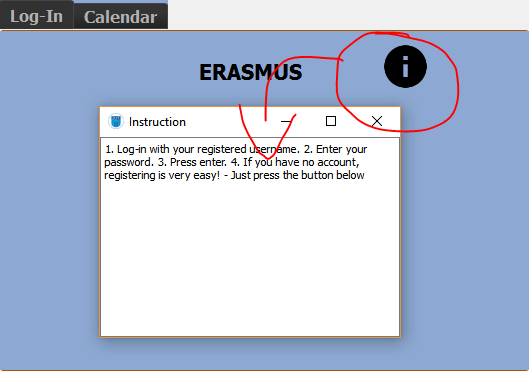 Log-In
Calendar
ERASMUS
i
Instruction
1. Log-in with your registered username. 2. Enter your
password. 3. Press enter. 4. If you have no account,
registering is very easy! - Just press the button below